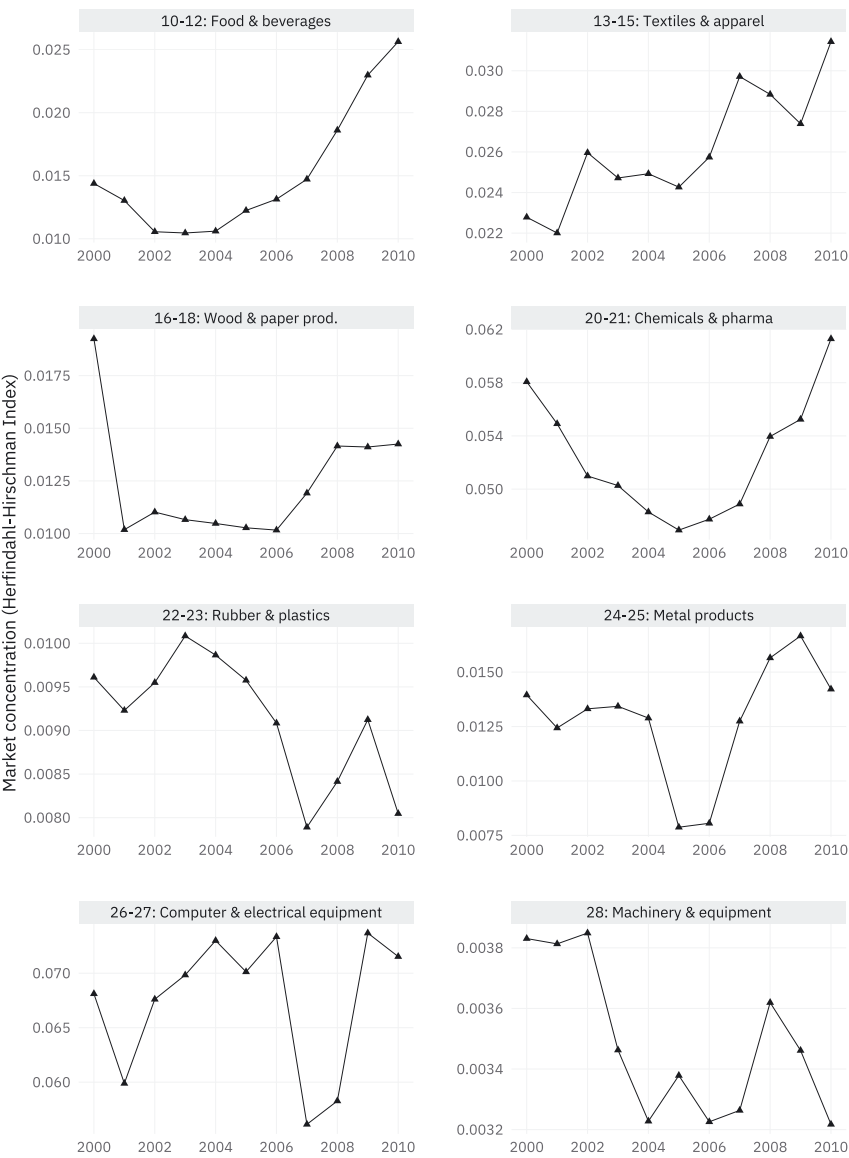 Market concentration (Herfindahl-Hirschman Index)
10-12: Food & beverages
0.025
0.020
0.015
0.010
2000 2002 2004 2006 2008 2010
13-15: Textiles & apparel
0.030
0.028
0.026
0.024
0.022
2000 2002 2004 2006 2008 2010
16-18: Wood & paper prod.
0.0175
0.0150
0.0125
0.0100
2000 2002 2004 2006 2008 2010
20-21: Chemicals & pharma
0.062
0.058
0.054
0.050
2000 2002 2004 2006 2008 2010
22-23: Rubber & plastics
0.0100
0.0095
0.0090
0.0085
0.0080
2000 2002 2004 2006 2008 2010
24-25: Metal products
0.0150
0.0125
0.0100
0.0075
2000 2002 2004 2006 2008 2010
26-27: Computer & electrical equipment
0.070
0.065
0.060
2000 2002 2004 2006 2008 2010
28: Machinery & equipment
0.0038
0.0036
0.0034
0.0032
2000 2002 2004 2006 2008 2010